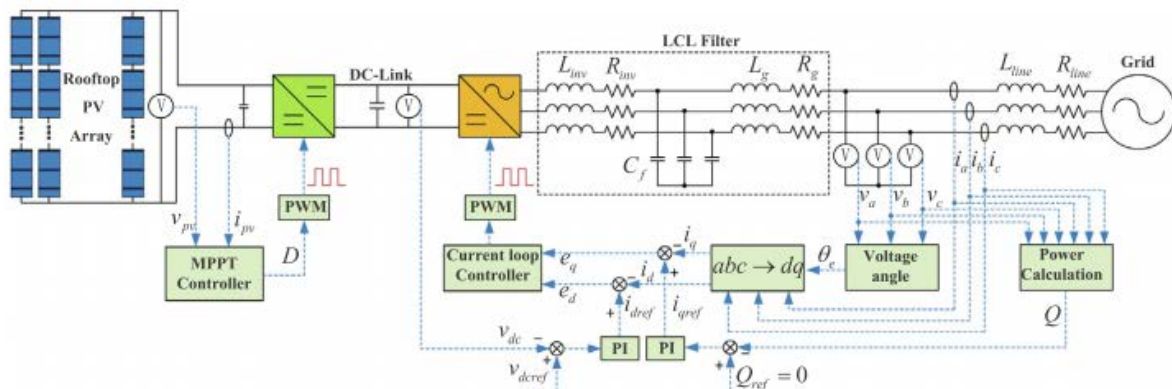 LCL Filter
Grid
Rooftop
PV
Array
V
DC-Link
V
L_inv
R_inv
L_g
R_g
L_line
R_line
C_f
V
V
V
i_a
i_b
i_c
v_a
v_b
v_c
v_pv
i_pv
PWM
D
MPPT
Controller
PWM
Current loop
Controller
e_q
e_d
i_q
i_d
abc → dq
θ_e
Voltage
angle
Power
Calculation
i_dref
i_qref
v_dc
v_dcref
PI
PI
Q
Q_ref = 0